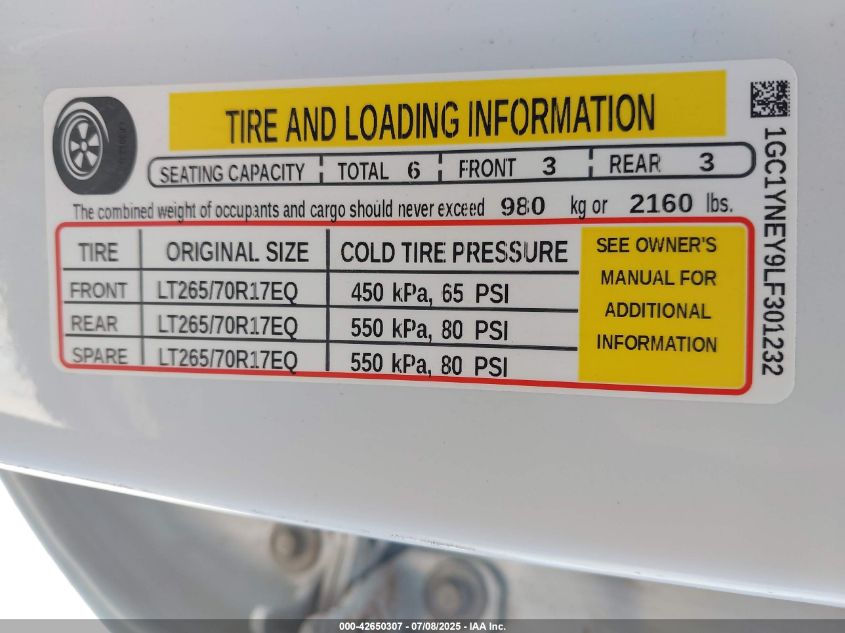 TIRE AND LOADING INFORMATION
SEATING CAPACITY TOTAL 6 FRONT 3 REAR 3
The combined weight of occupants and cargo should never exceed 980 kg or 2160 lbs.
TIRE ORIGINAL SIZE COLD TIRE PRESSURE
FRONT LT265/70R17EQ 450 kPa, 65 PSI
REAR LT265/70R17EQ 550 kPa, 80 PSI
SPARE LT265/70R17EQ 550 kPa, 80 PSI
SEE OWNER'S
MANUAL FOR
ADDITIONAL
INFORMATION
1GC1YNEY9LF301232
000-42650307 - 07/08/2025 - IAA Inc.